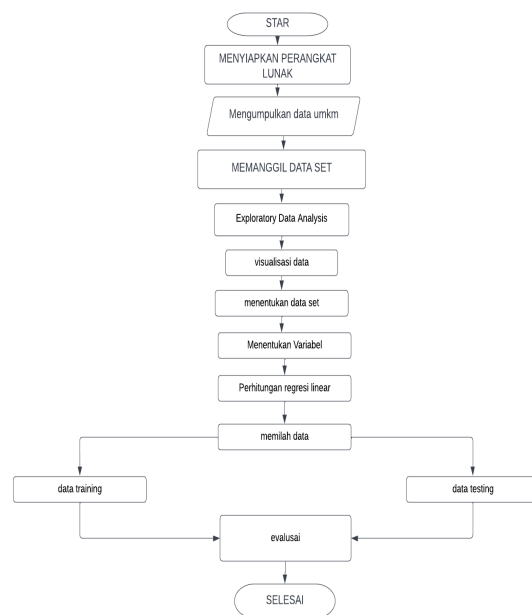 STAR
MENYIAPKAN PERANGKAT
LUNAK
Mengumpulkan data umkm
MEMANGGIL DATA SET
Exploratory Data Analysis
visualisasi data
menentukan data set
Menentukan Variabel
Perhitungan regresi linear
memilah data
data training
data testing
evalusai
SELESAI